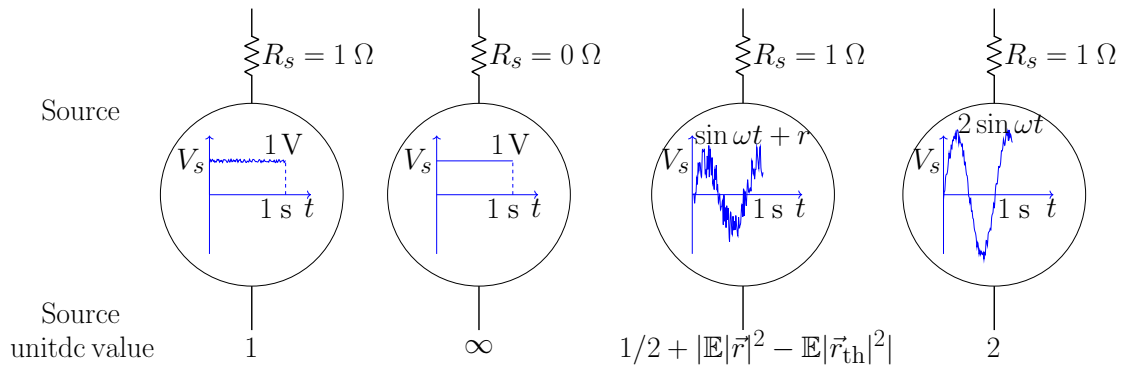 R_s = 1 Ω
R_s = 0 Ω
R_s = 1 Ω
R_s = 1 Ω
Source
V_s
1 V
1 s t
V_s
1 V
1 s t
V_s
sin ωt + r
1 s t
V_s
2 sin ωt
1 s t
Source
unitdc value
1
∞
1/2 + |𝔼|r⃗|² − 𝔼|r⃗_th|²|
2